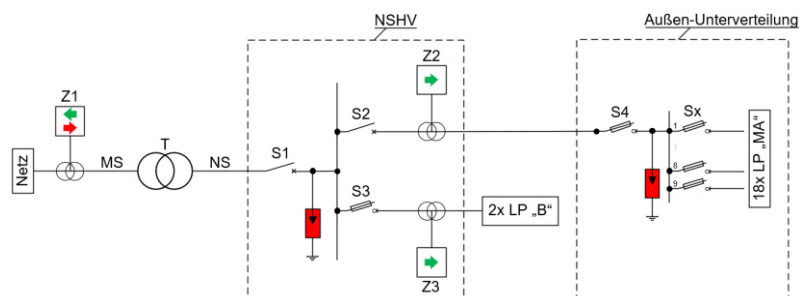 NSHV
Außen-Unterverteilung
Z1
Z2
S2
S4
Sx
1
T
S1
Netz
MS
NS
S3
8
9
18x LP „MA“
2x LP „B“
Z3